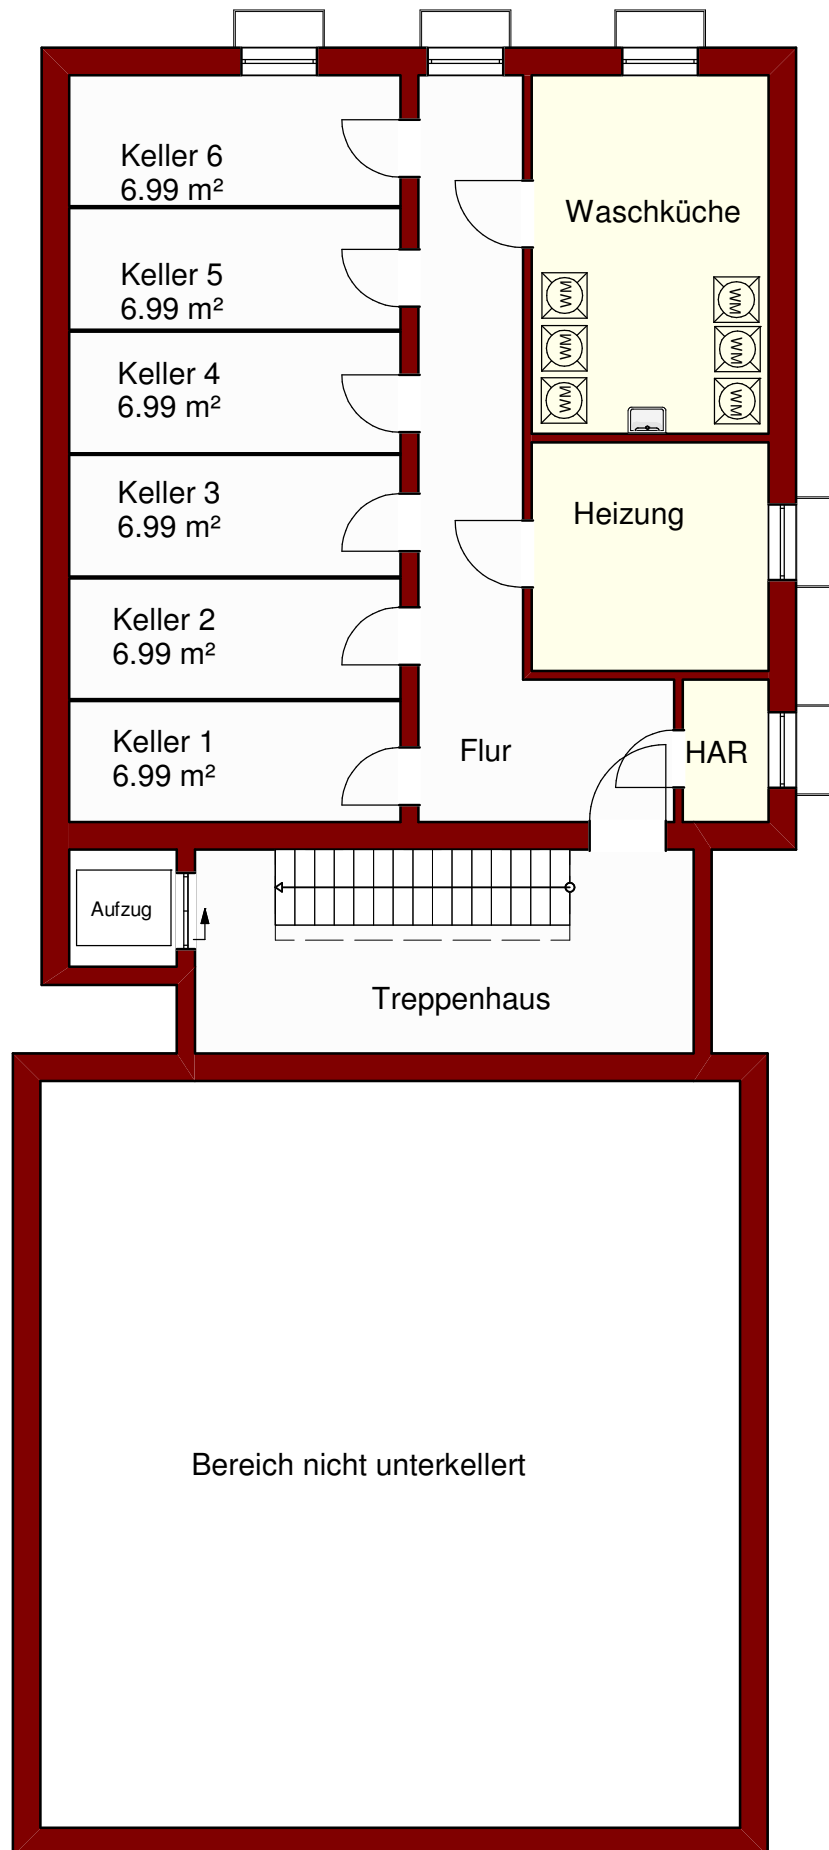 Keller 6
6.99 m²
Waschküche
Keller 5
6.99 m²
WM
WM
WM
WM
WM
WM
Keller 4
6.99 m²
Keller 3
6.99 m²
Heizung
Keller 2
6.99 m²
Keller 1
6.99 m²
Flur
HAR
Aufzug
Treppenhaus
Bereich nicht unterkellert